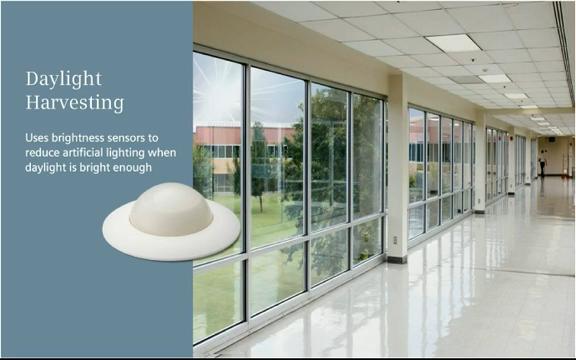 Daylight
Harvesting
Uses brightness sensors to
reduce artificial lighting when
daylight is bright enough